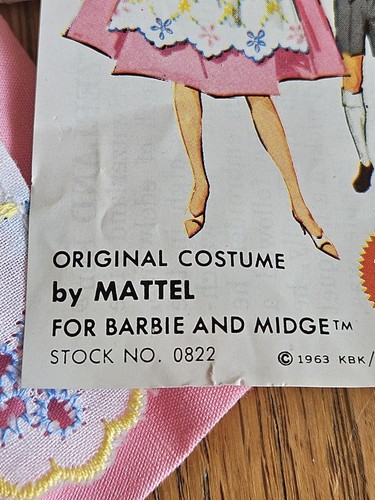 ORIGINAL COSTUME
by MATTEL
FOR BARBIE AND MIDGE™
STOCK NO. 0822
© 1963 KBK/